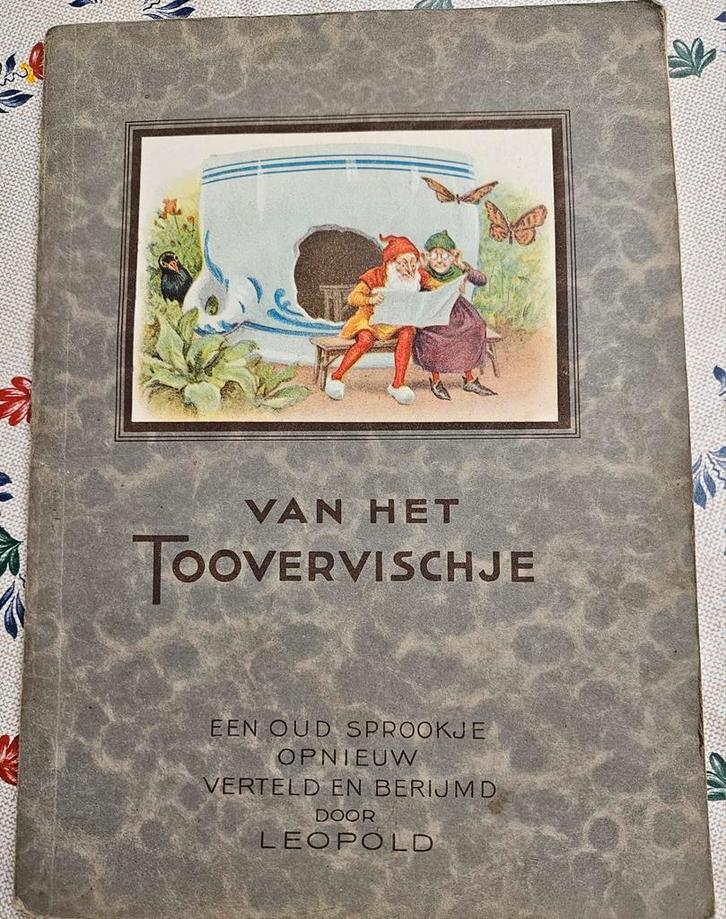 VAN HET
TOOVERVISCHJE
EEN OUD SPROOKJE
OPNIEUW
VERTELD EN BERIJMD
DOOR
LEOPOLD